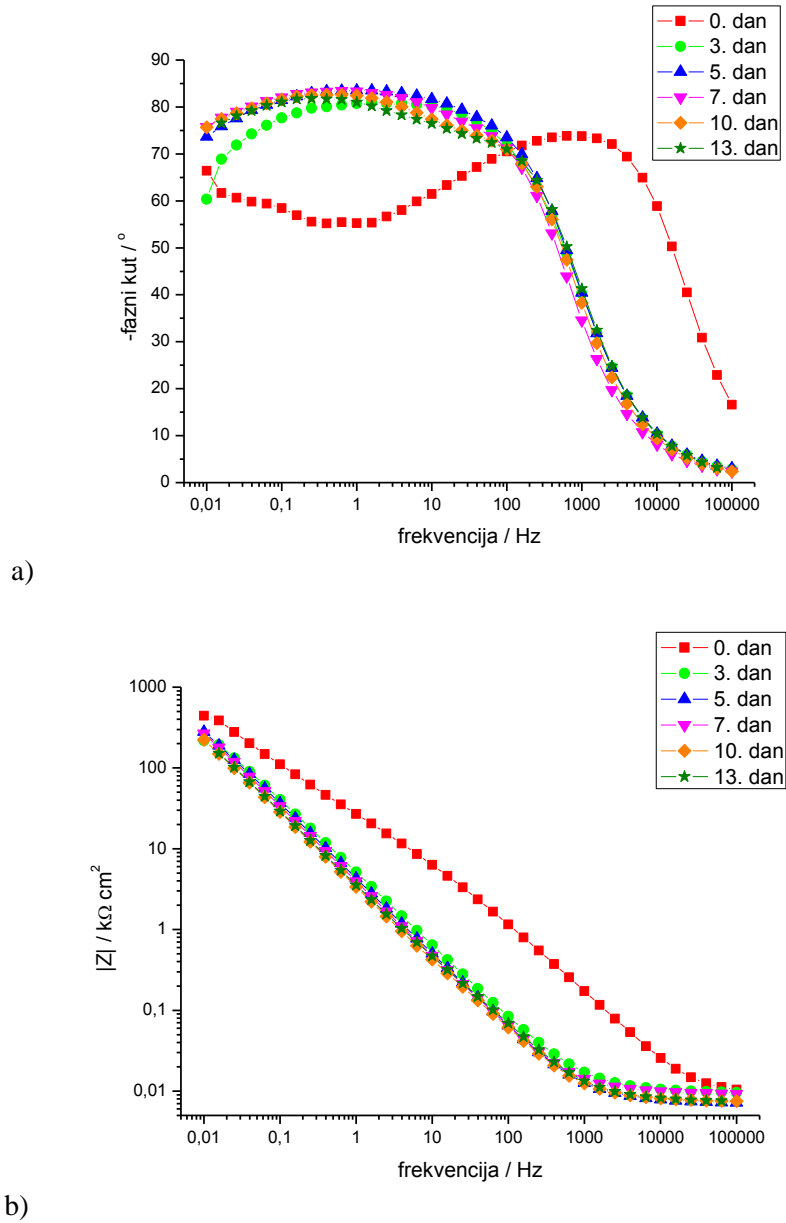 0. dan
3. dan
5. dan
7. dan
10. dan
13. dan
90
80
70
60
50
40
30
20
10
0
-fazni kut / °
0,01 0,1 1 10 100 1000 10000 100000
frekvencija / Hz
a)
0. dan
3. dan
5. dan
7. dan
10. dan
13. dan
1000
100
10
1
0,1
0,01
|Z| / kΩ cm²
0,01 0,1 1 10 100 1000 10000 100000
frekvencija / Hz
b)